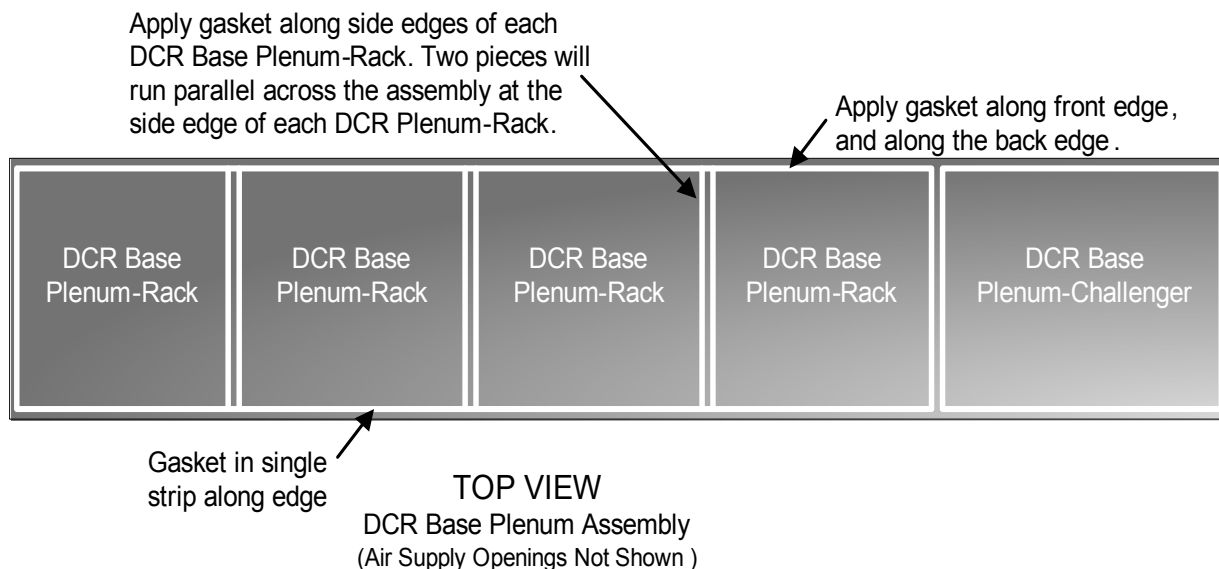 Apply gasket along side edges of each
DCR Base Plenum-Rack. Two pieces will
run parallel across the assembly at the
side edge of each DCR Plenum-Rack.
Apply gasket along front edge,
and along the back edge.
DCR Base
Plenum-Rack
DCR Base
Plenum-Rack
DCR Base
Plenum-Rack
DCR Base
Plenum-Rack
DCR Base
Plenum-Challenger
Gasket in single
strip along edge
TOP VIEW
DCR Base Plenum Assembly
(Air Supply Openings Not Shown )